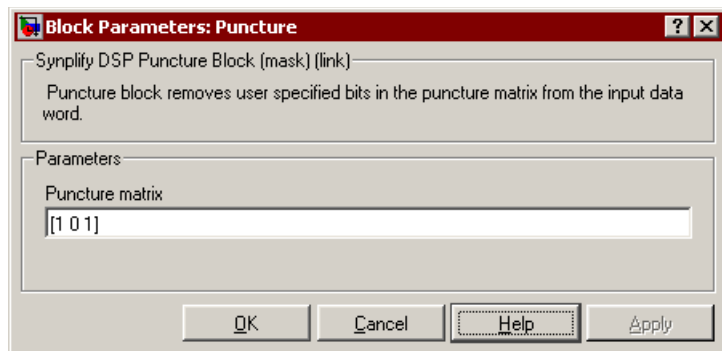 Block Parameters: Puncture
Synplify DSP Puncture Block (mask) (link)
Puncture block removes user specified bits in the puncture matrix from the input data
word.
Parameters
Puncture matrix
[1 0 1]
OK Cancel Help Apply